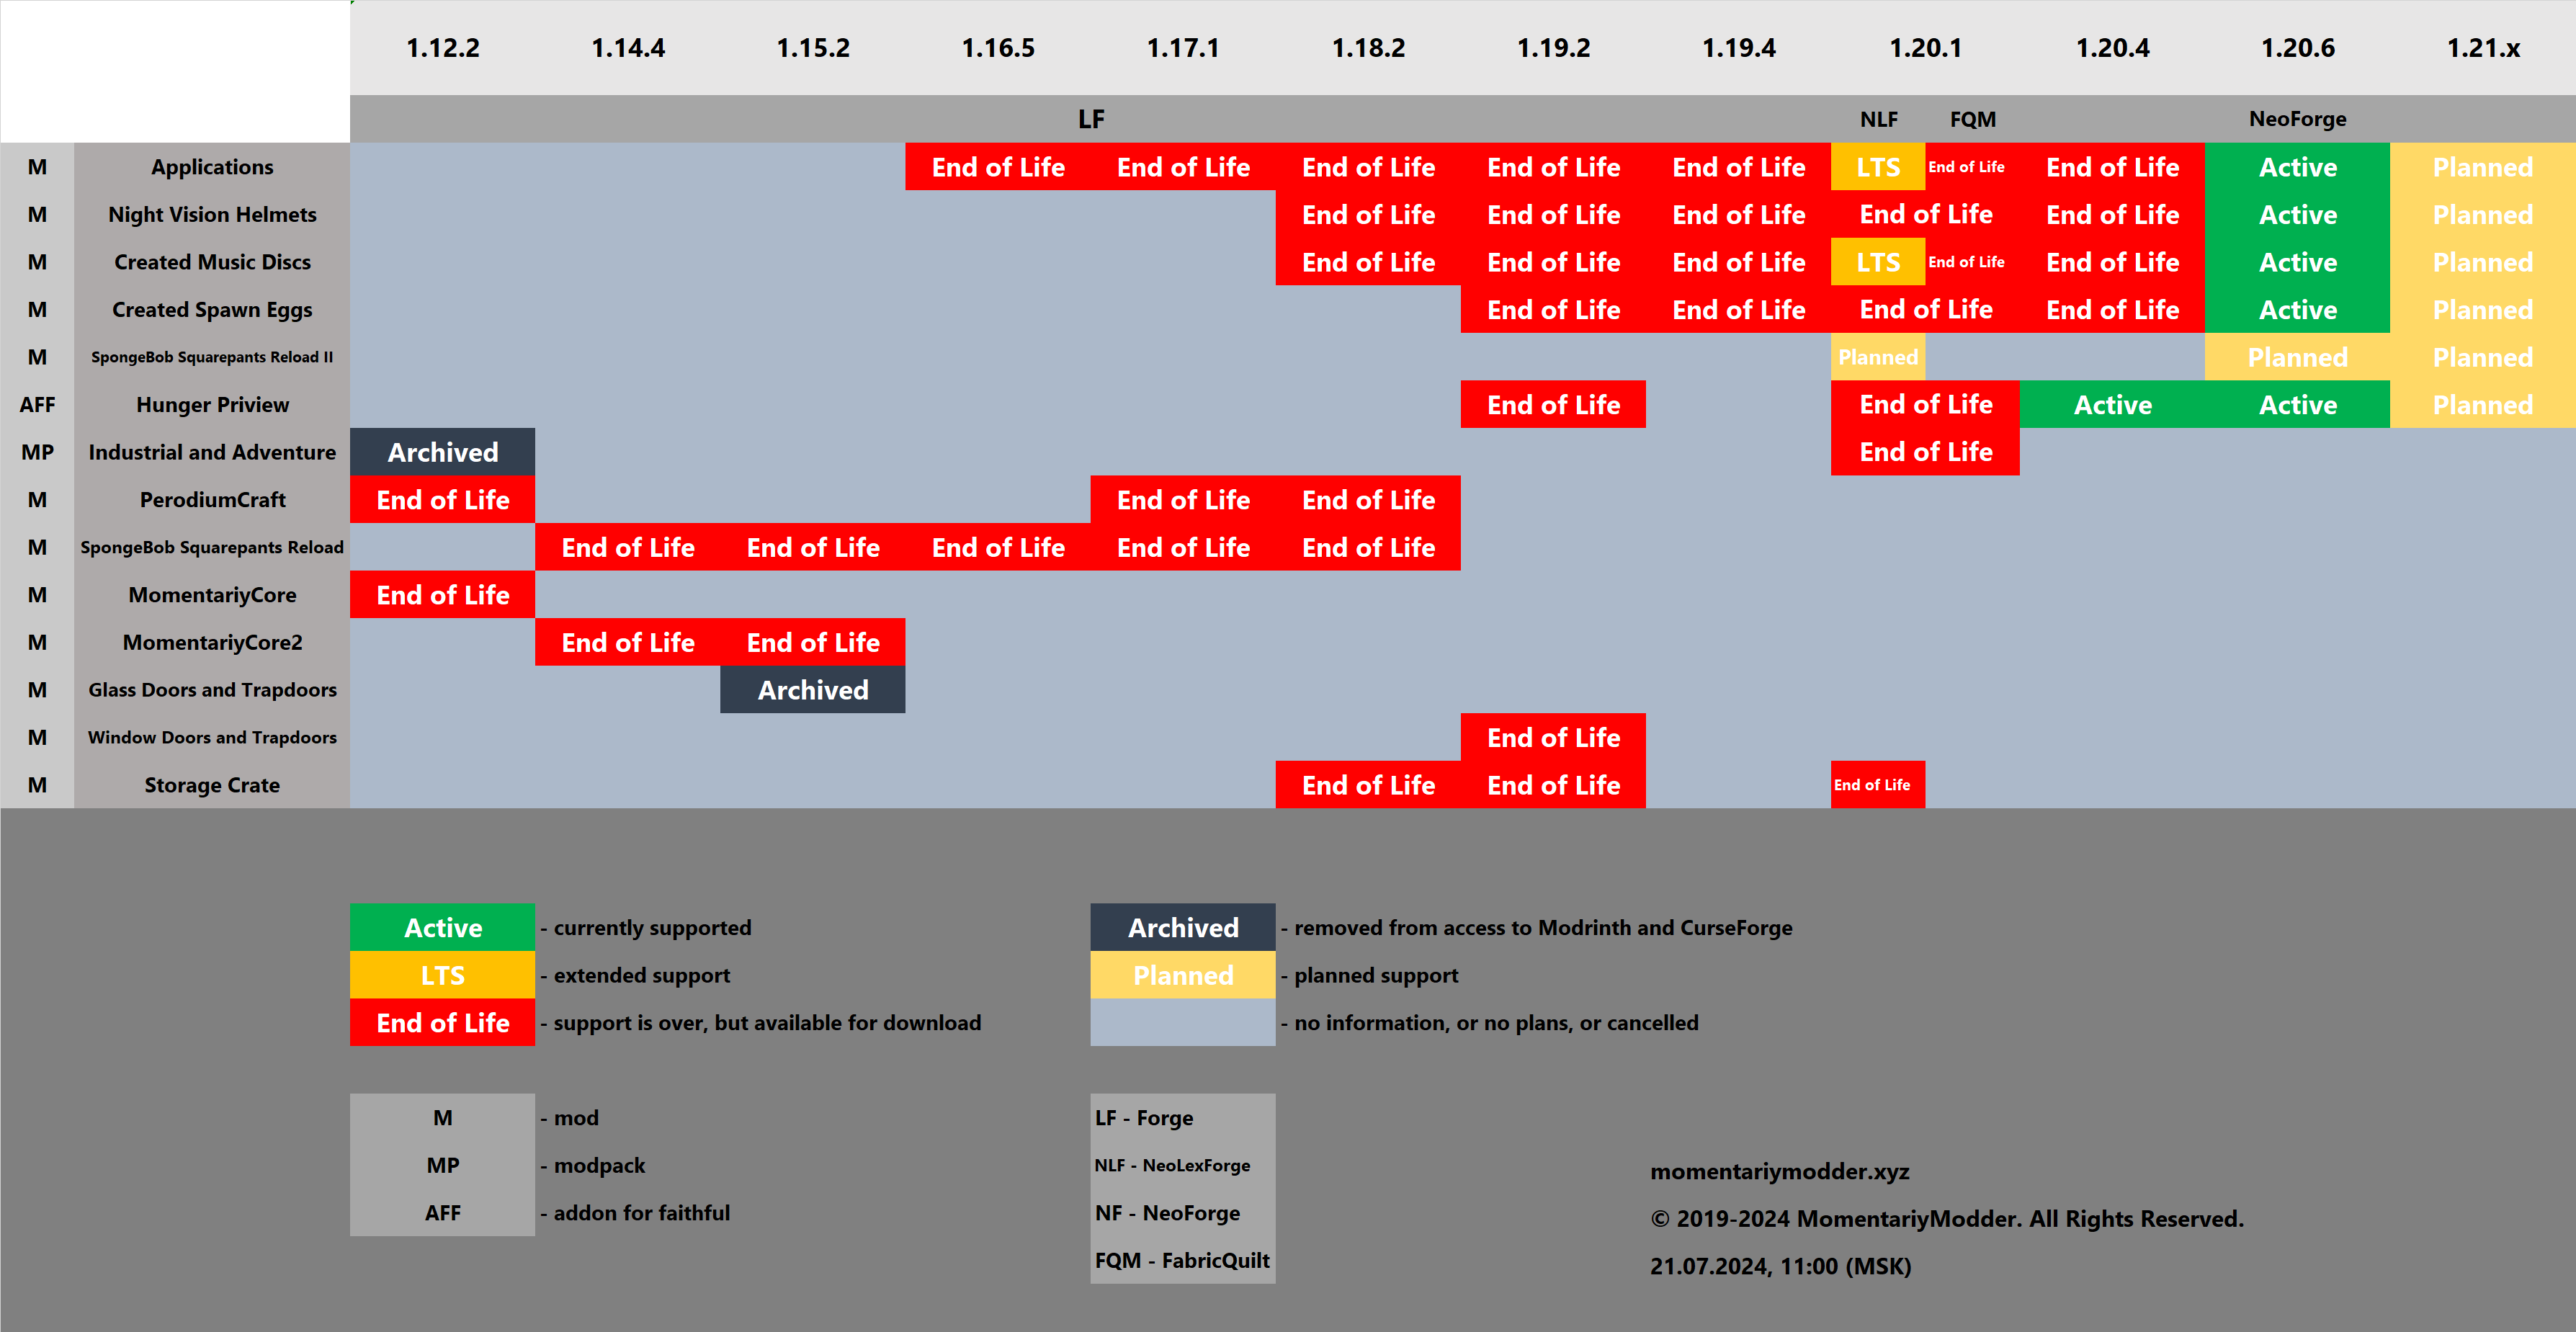 1.12.2 1.14.4 1.15.2 1.16.5 1.17.1 1.18.2 1.19.2 1.19.4 1.20.1 1.20.4 1.20.6 1.21.x
LF NLF FQM NeoForge
M Applications End of Life End of Life End of Life End of Life End of Life LTS End of Life End of Life Active Planned
M Night Vision Helmets End of Life End of Life End of Life End of Life End of Life Active Planned
M Created Music Discs End of Life End of Life End of Life LTS End of Life End of Life Active Planned
M Created Spawn Eggs End of Life End of Life End of Life End of Life Active Planned
M SpongeBob Squarepants Reload II Planned Planned Planned
AFF Hunger Priview End of Life End of Life Active Active Planned
MP Industrial and Adventure Archived End of Life
M PerodiumCraft End of Life End of Life End of Life
M SpongeBob Squarepants Reload End of Life End of Life End of Life End of Life End of Life
M MomentariyCore End of Life
M MomentariyCore2 End of Life End of Life
M Glass Doors and Trapdoors Archived
M Window Doors and Trapdoors End of Life
M Storage Crate End of Life End of Life End of Life
Active - currently supported
LTS - extended support
End of Life - support is over, but available for download
Archived - removed from access to Modrinth and CurseForge
Planned - planned support
- no information, or no plans, or cancelled
M - mod
MP - modpack
AFF - addon for faithful
LF - Forge
NLF - NeoLexForge
NF - NeoForge
FQM - FabricQuilt
momentariymodder.xyz
© 2019-2024 MomentariyModder. All Rights Reserved.
21.07.2024, 11:00 (MSK)